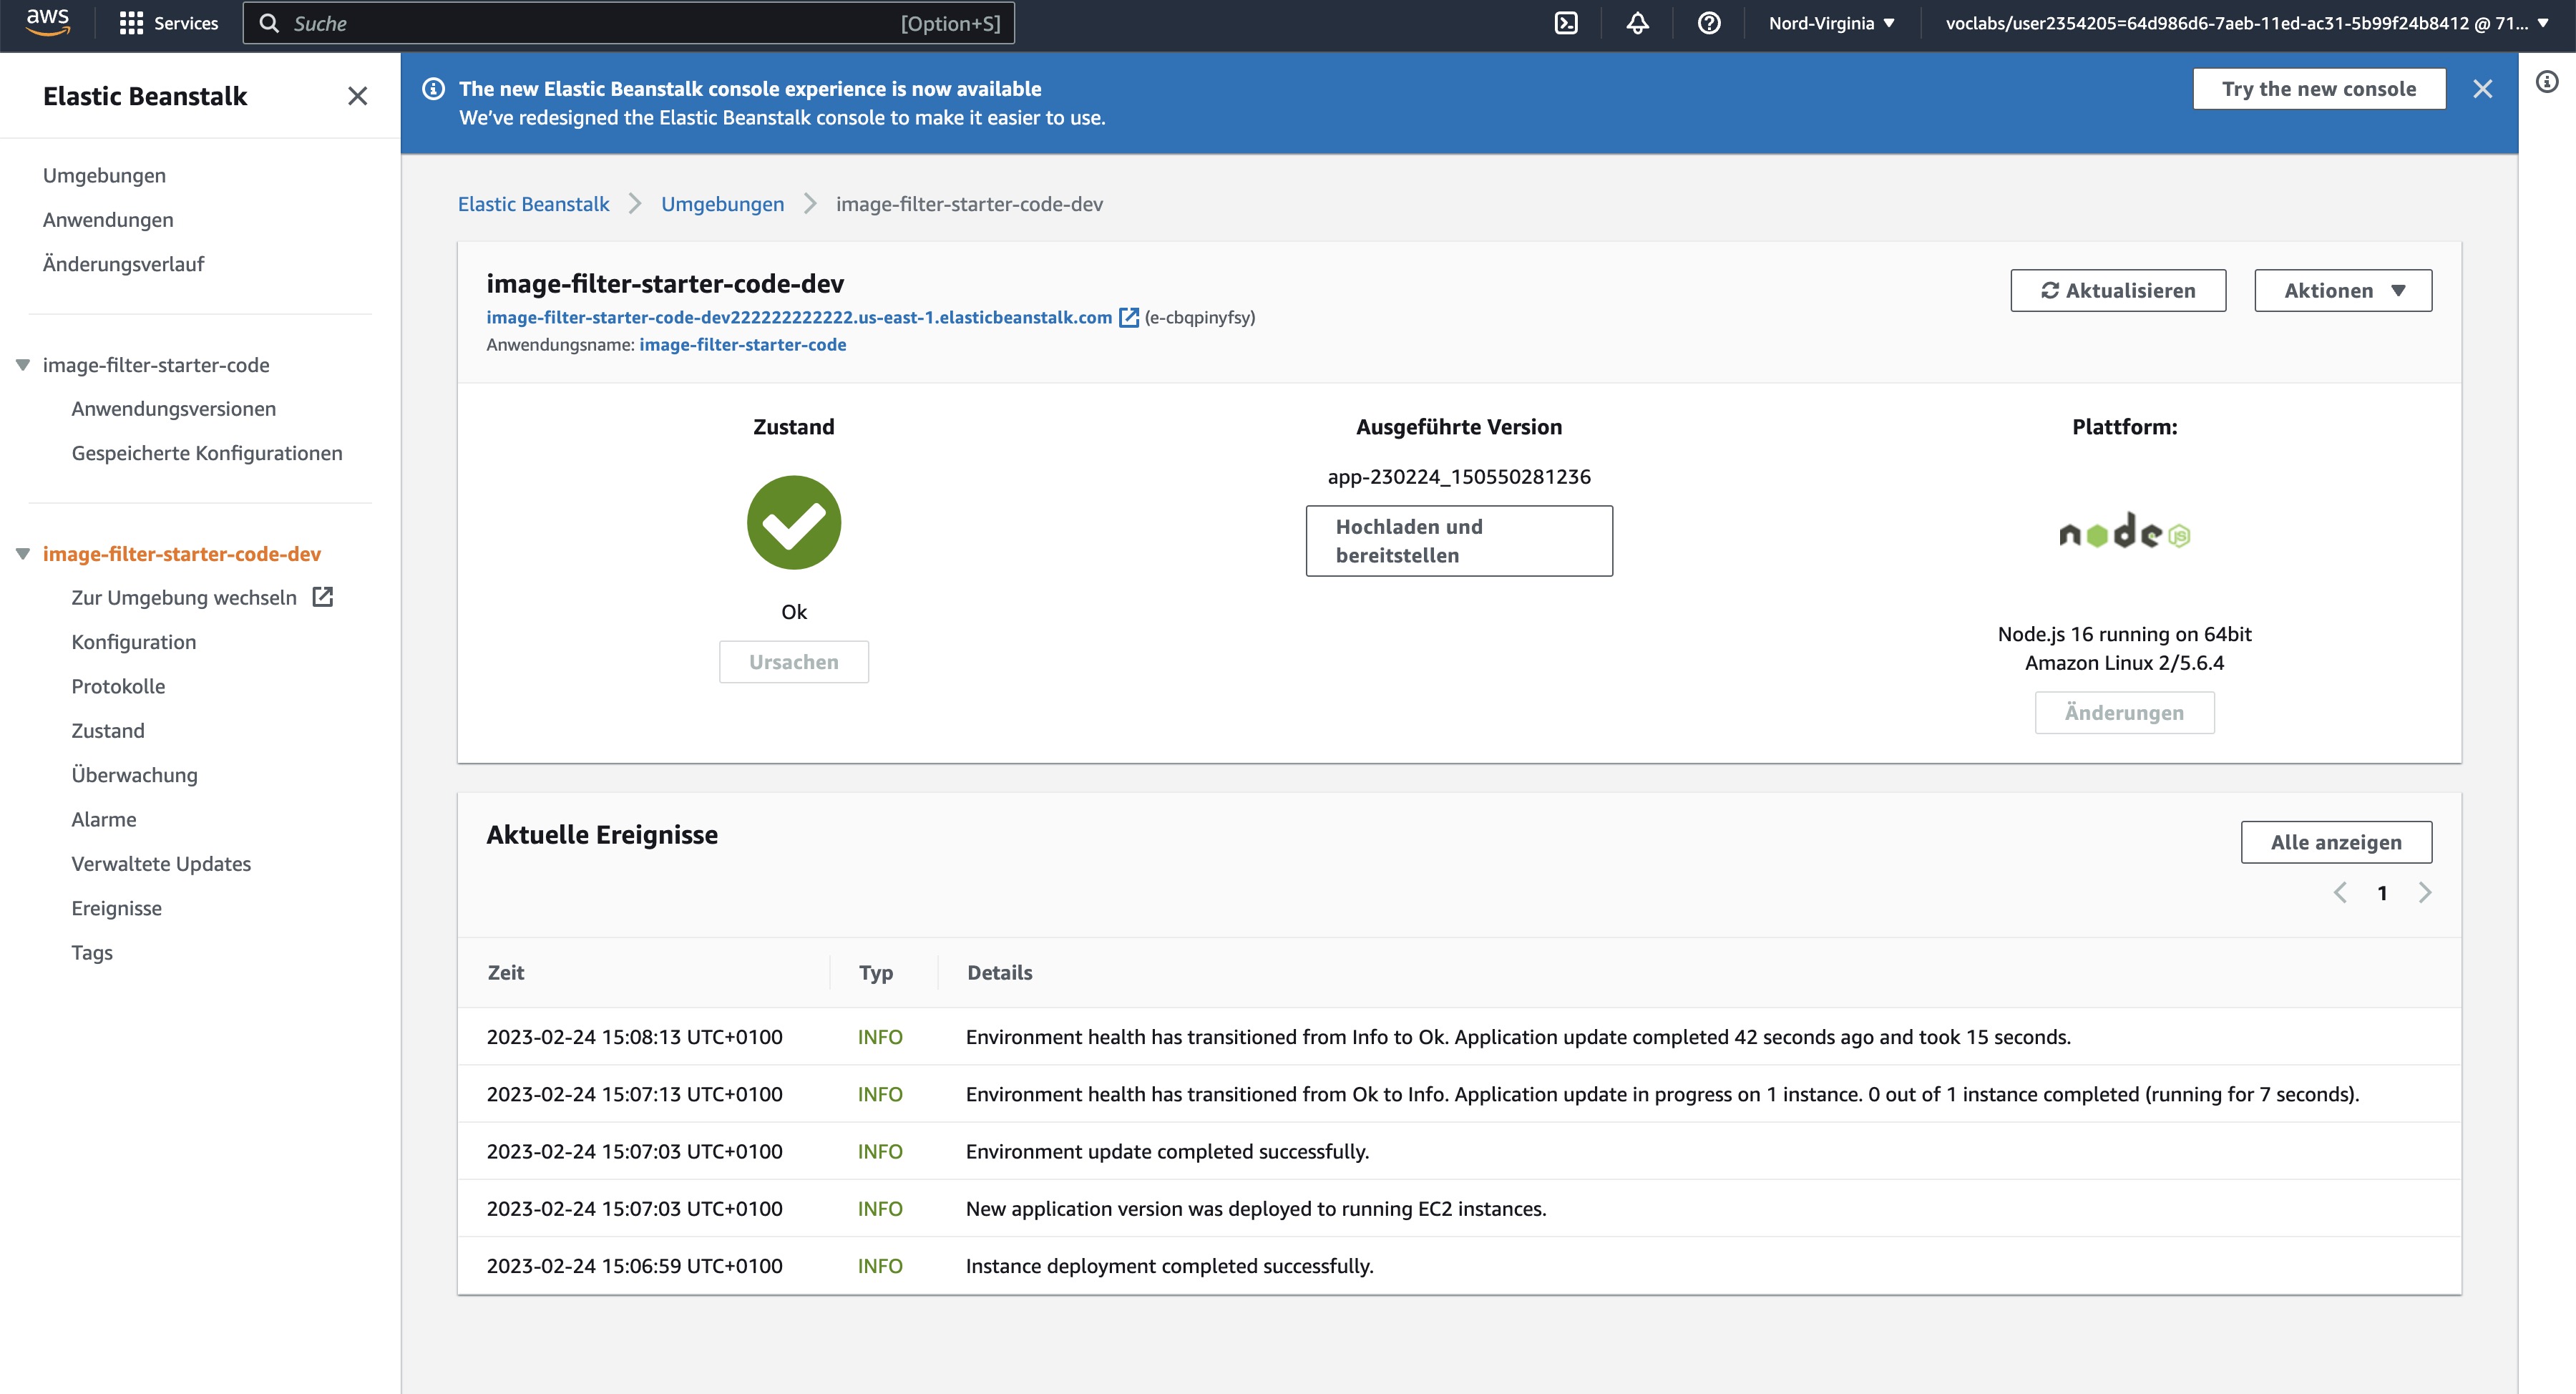 aws
Services
Suche [Option+S]
Nord-Virginia
voclabs/user2354205=64d986d6-7aeb-11ed-ac31-5b99f24b8412 @ 71...
Elastic Beanstalk
Umgebungen
Anwendungen
Änderungsverlauf
image-filter-starter-code
Anwendungsversionen
Gespeicherte Konfigurationen
image-filter-starter-code-dev
Zur Umgebung wechseln
Konfiguration
Protokolle
Zustand
Überwachung
Alarme
Verwaltete Updates
Ereignisse
Tags
The new Elastic Beanstalk console experience is now available
We’ve redesigned the Elastic Beanstalk console to make it easier to use.
Try the new console
Elastic Beanstalk > Umgebungen > image-filter-starter-code-dev
image-filter-starter-code-dev
image-filter-starter-code-dev222222222222.us-east-1.elasticbeanstalk.com (e-cbqpinyfsy)
Anwendungsname: image-filter-starter-code
Aktualisieren
Aktionen
Zustand
Ok
Ursachen
Ausgeführte Version
app-230224_150550281236
Hochladen und
bereitstellen
Plattform:
node JS
Node.js 16 running on 64bit
Amazon Linux 2/5.6.4
Änderungen
Aktuelle Ereignisse
Alle anzeigen
< 1 >
Zeit Typ Details
2023-02-24 15:08:13 UTC+0100 INFO Environment health has transitioned from Info to Ok. Application update completed 42 seconds ago and took 15 seconds.
2023-02-24 15:07:13 UTC+0100 INFO Environment health has transitioned from Ok to Info. Application update in progress on 1 instance. 0 out of 1 instance completed (running for 7 seconds).
2023-02-24 15:07:03 UTC+0100 INFO Environment update completed successfully.
2023-02-24 15:07:03 UTC+0100 INFO New application version was deployed to running EC2 instances.
2023-02-24 15:06:59 UTC+0100 INFO Instance deployment completed successfully.